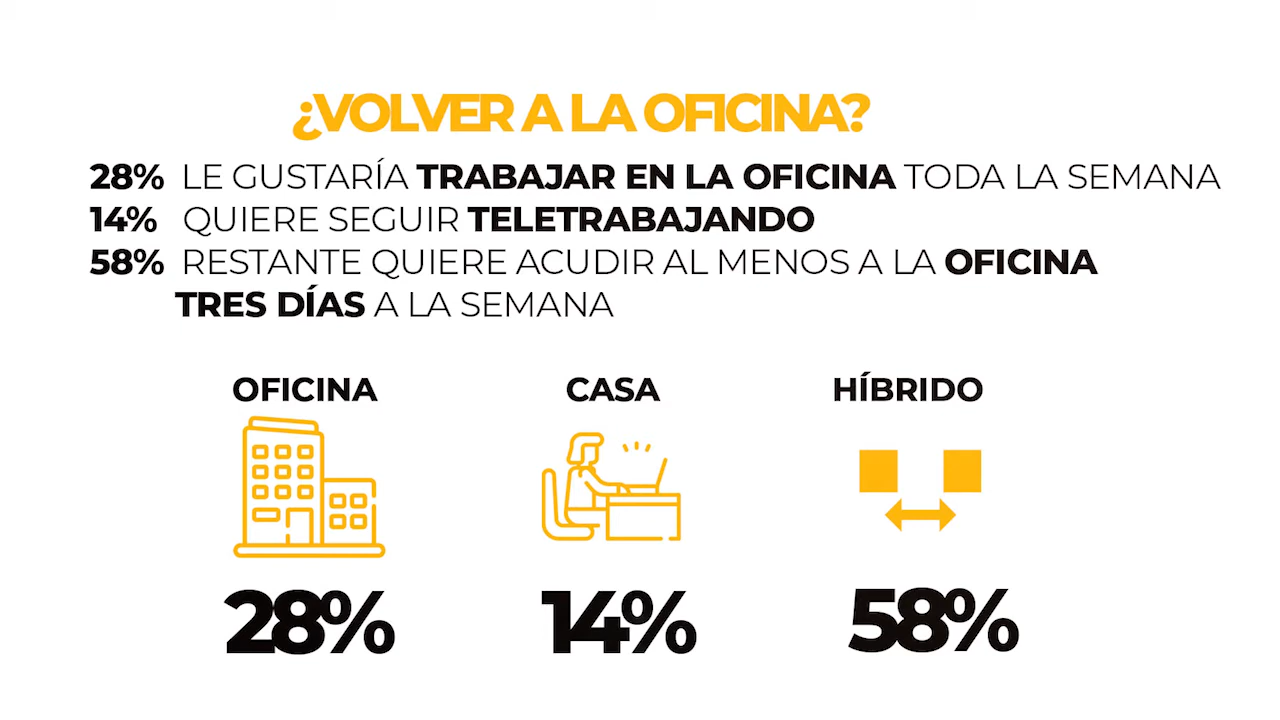 ¿VOLVER A LA OFICINA?
28% LE GUSTARÍA TRABAJAR EN LA OFICINA TODA LA SEMANA
14% QUIERE SEGUIR TELETRABAJANDO
58% RESTANTE QUIERE ACUDIR AL MENOS A LA OFICINA
TRES DÍAS A LA SEMANA
OFICINA CASA HÍBRIDO
28% 14% 58%